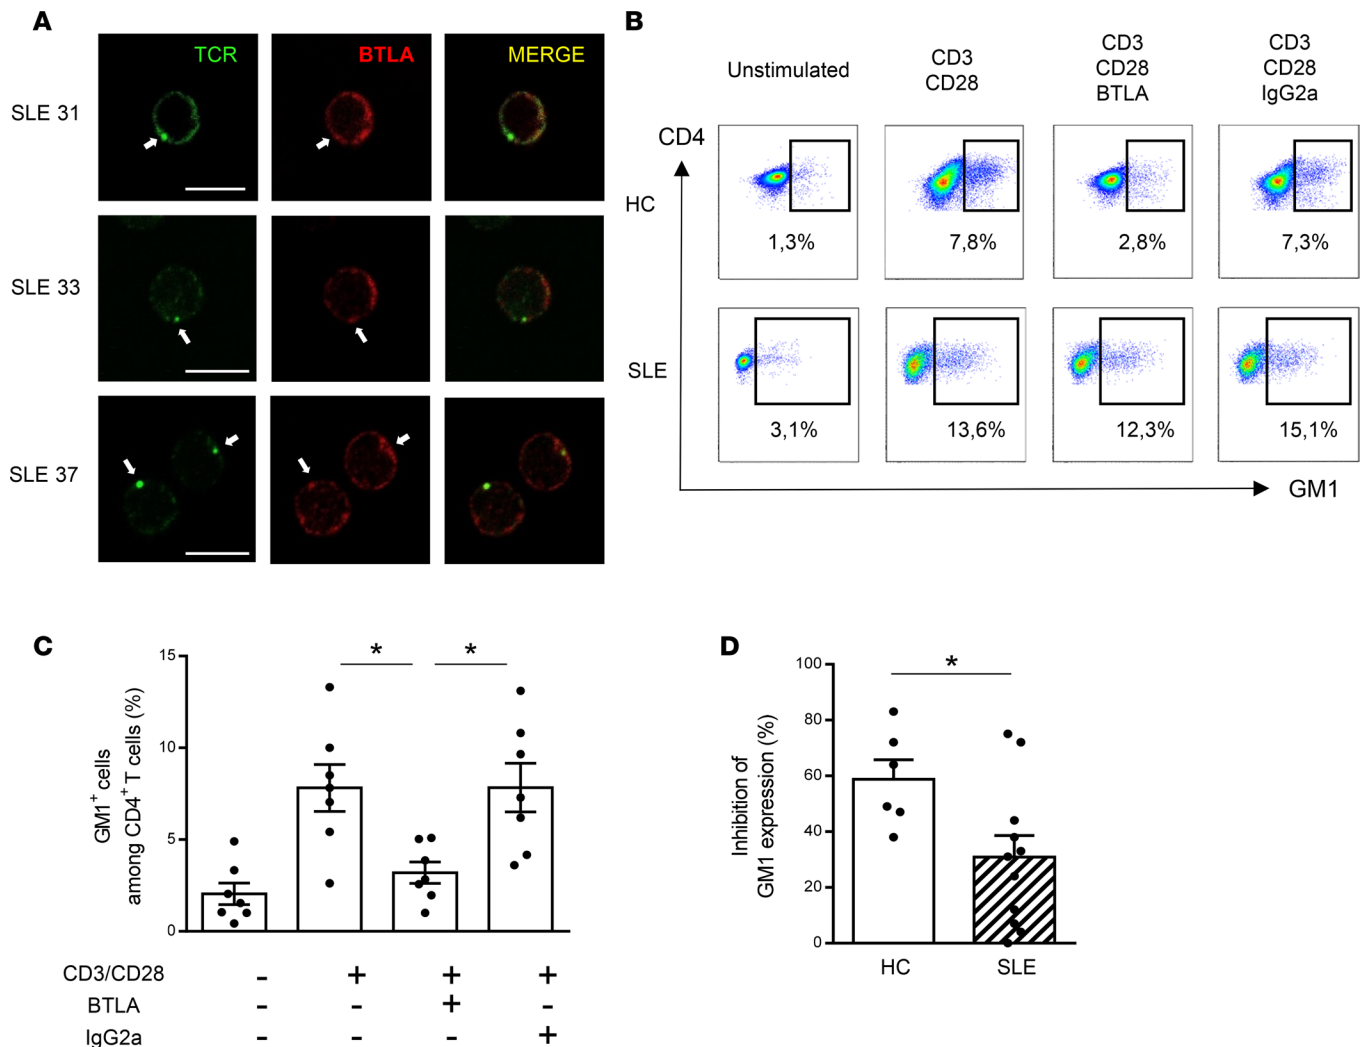 A
TCR
BTLA
MERGE
SLE 31
SLE 33
SLE 37
B
Unstimulated
CD3
CD28
CD3
CD28
BTLA
CD3
CD28
IgG2a
CD4
HC
1,3%
7,8%
2,8%
7,3%
SLE
3,1%
13,6%
12,3%
15,1%
GM1
C
GM1+ cells
among CD4+T cells (%)
15
10
5
0
* *
CD3/CD28 - + + +
BTLA - - + -
IgG2a - - - +
D
Inhibition of
GM1 expression (%)
100
80
60
40
20
0
*
HC SLE